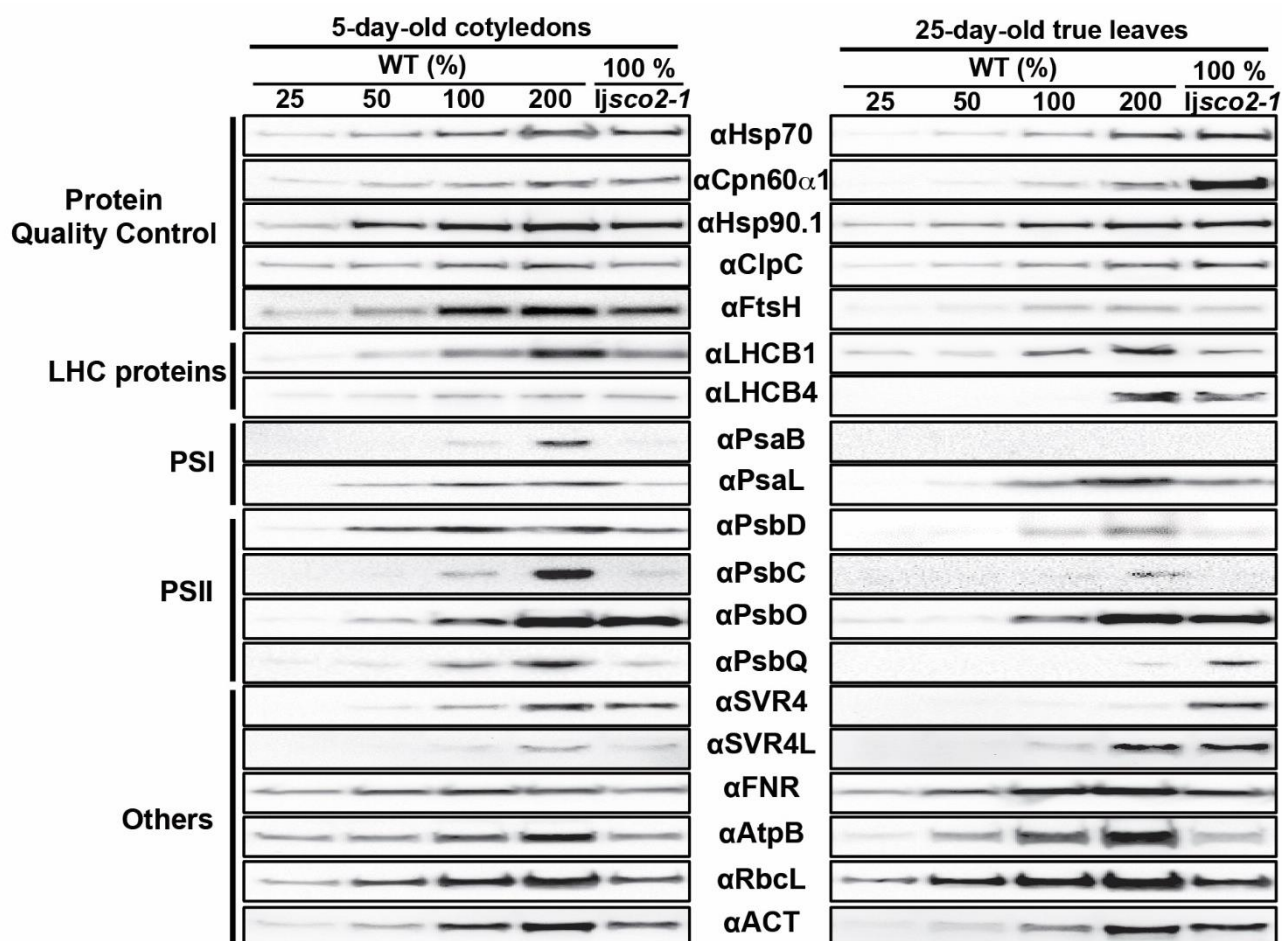 5-day-old cotyledons
25-day-old true leaves
WT (%)
100 %
WT (%)
100 %
25 50 100 200 ljsco2-1
25 50 100 200 ljsco2-1
Protein
Quality Control
αHsp70
αCpn60α1
αHsp90.1
αClpC
αFtsH
LHC proteins
αLHCB1
αLHCB4
PSI
αPsaB
αPsaL
PSII
αPsbD
αPsbC
αPsbO
αPsbQ
Others
αSVR4
αSVR4L
αFNR
αAtpB
αRbcL
αACT